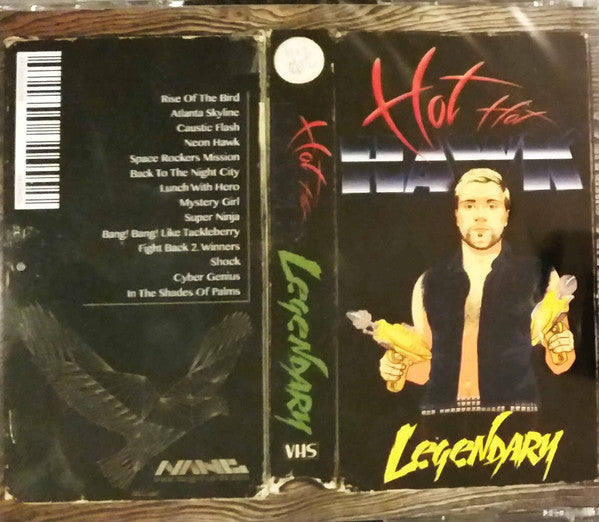 Rise Of The Bird
Atlanta Skyline
Caustic Flash
Neon Hawk
Space Rockers Mission
Back To The Night City
Lunch With Hero
Mystery Girl
Super Ninja
Bang! Bang! Like Tackleberry
Fight Back 2. Winners
Shock
Cyber Genius
In The Shades Of Palms
NANG
Hot
Legendary
VHS
Hot Hot
HAWK
Legendary